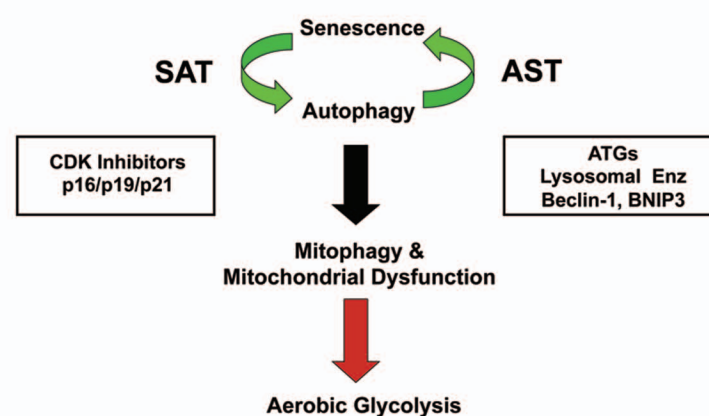 Senescence
SAT
AST
Autophagy
CDK Inhibitors
p16/p19/p21
ATGs
Lysosomal Enz
Beclin-1, BNIP3
Mitophagy &
Mitochondrial Dysfunction
Aerobic Glycolysis